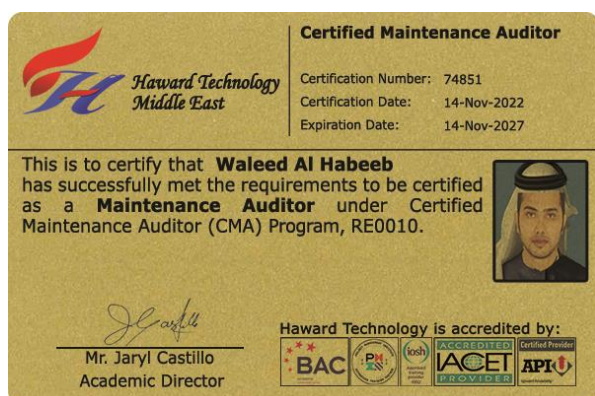 Certified Maintenance Auditor
Haward Technology
Middle East
Certification Number: 74851
Certification Date: 14-Nov-2022
Expiration Date: 14-Nov-2027
This is to certify that Waleed Al Habeeb
has successfully met the requirements to be certified
as a Maintenance Auditor under Certified
Maintenance Auditor (CMA) Program, RE0010.
Mr. Jaryl Castillo
Academic Director
Haward Technology is accredited by:
BAC
iosh
ACCREDITED
IACET
PROVIDER
Certified Provider
API